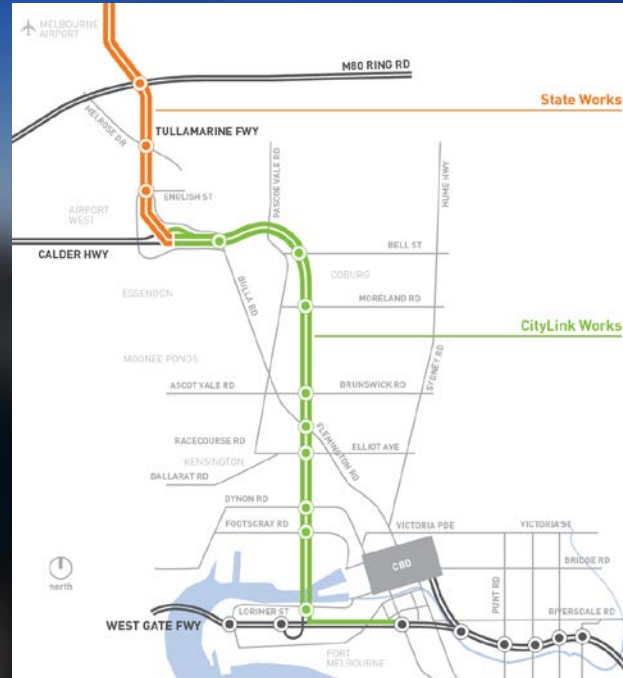 MELBOURNE
AIRPORT
M80 RING RD
State Works
MELROSE DR
TULLAMARINE FWY
PASCOE VALE RD
HUME HWY
ENGLISH ST
AIRPORT
WEST
CALDER HWY
BELL ST
COBURG
ESSENDON
BULLA RD
MORELAND RD
CityLink Works
MOONEE PONDS
SYDNEY RD
ASCOT VALE RD
BRUNSWICK RD
FLEMINGTON RD
RACECOURSE RD
ELLIOT AVE
KENSINGTON
BALLARAT RD
DYNON RD
FOOTSCRAY RD
VICTORIA PDE
VICTORIA ST
CBD
BRIDGE RD
north
PUNT RD
LORIMER ST
RIVERSDALE RD
WEST GATE FWY
PORT
MELBOURNE